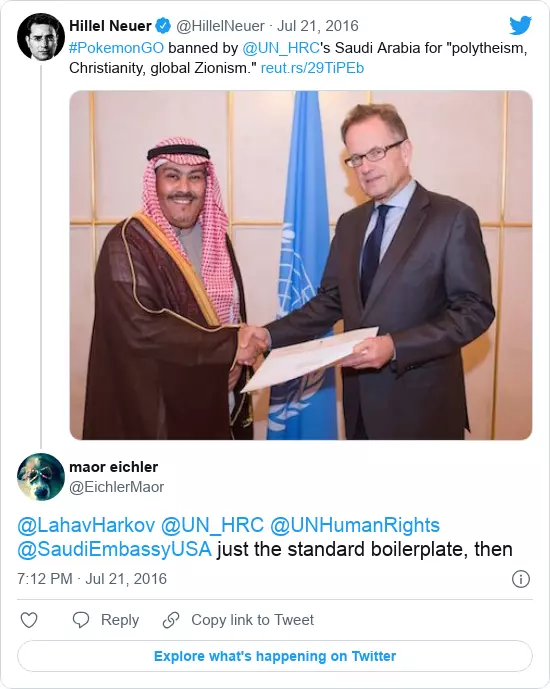 Hillel Neuer @HillelNeuer · Jul 21, 2016
#PokemonGO banned by @UN_HRC's Saudi Arabia for "polytheism,
Christianity, global Zionism." reut.rs/29TiPEb
maor eichler
@EichlerMaor
@LahavHarkov @UN_HRC @UNHumanRights
@SaudiEmbassyUSA just the standard boilerplate, then
7:12 PM · Jul 21, 2016
Reply Copy link to Tweet
Explore what's happening on Twitter